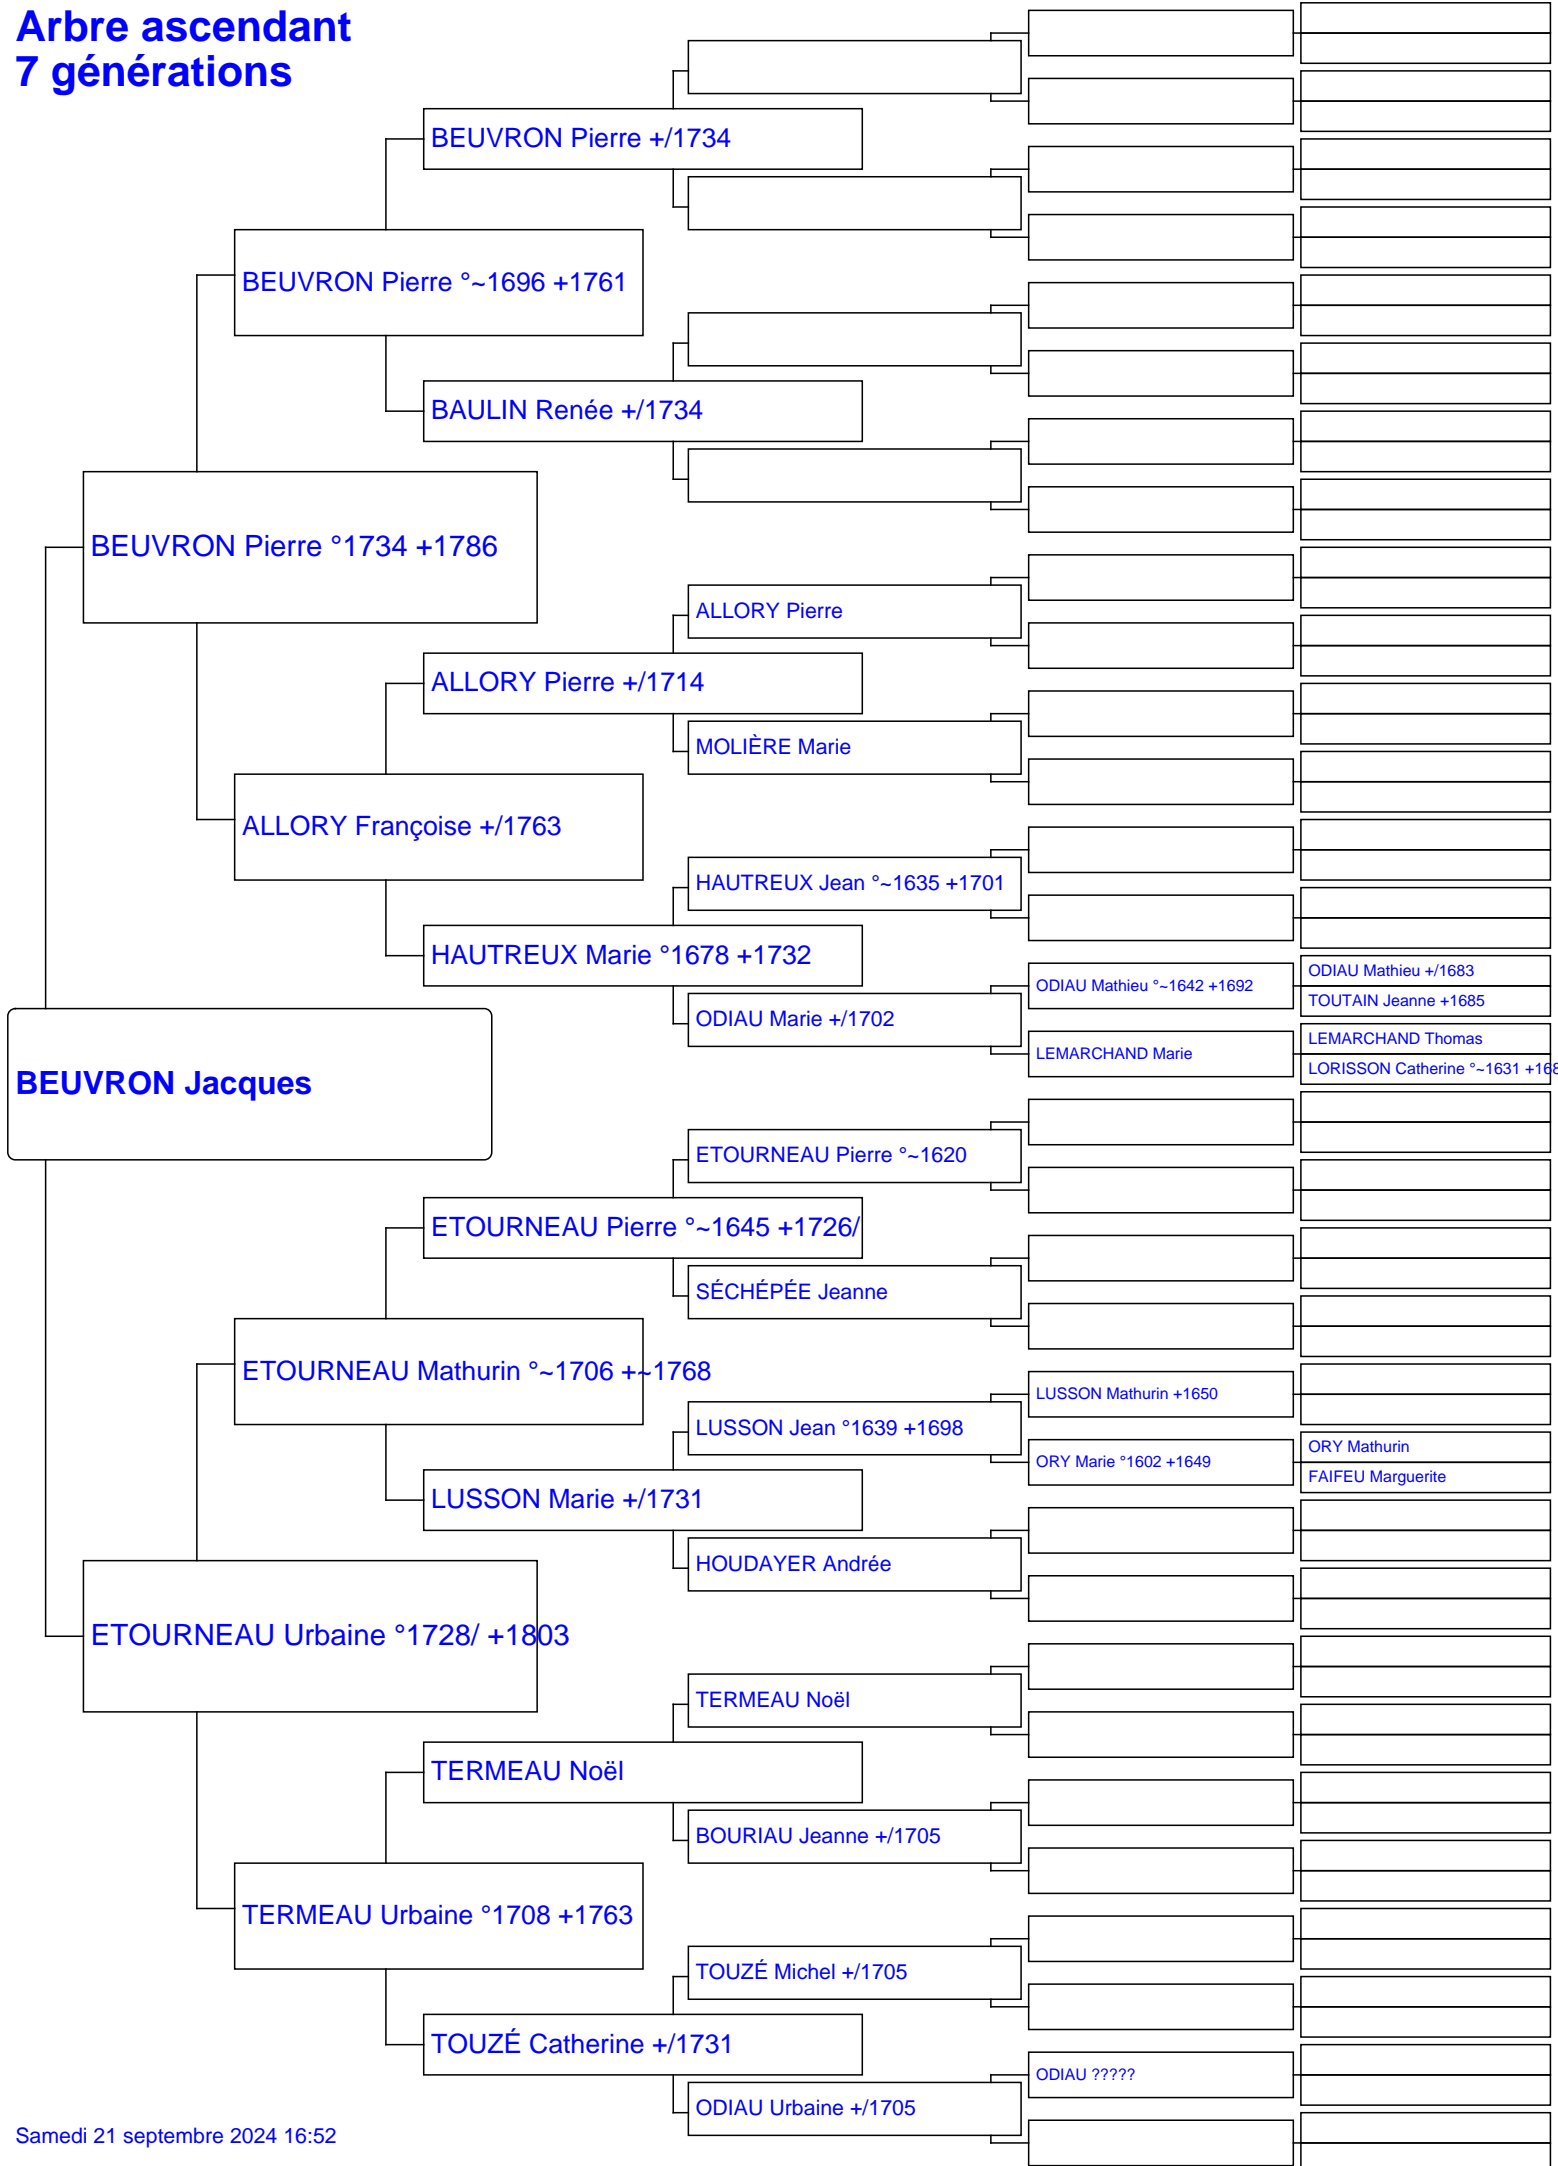 Arbre ascendant
7 générations
BEUVRON Pierre +/1734
BEUVRON Pierre °~1696 +1761
BAULIN Renée +/1734
BEUVRON Pierre °1734 +1786
ALLORY Pierre
ALLORY Pierre +/1714
MOLIÈRE Marie
ALLORY Françoise +/1763
HAUTREUX Jean °~1635 +1701
HAUTREUX Marie °1678 +1732
ODIAU Mathieu +/1683
ODIAU Mathieu °~1642 +1692
TOUTAIN Jeanne +1685
ODIAU Marie +/1702
LEMARCHAND Thomas
LEMARCHAND Marie
LORISSON Catherine °~1631 +168
BEUVRON Jacques
ETOURNEAU Pierre °~1620
ETOURNEAU Pierre °~1645 +1726/
SÉCHÉPÉE Jeanne
ETOURNEAU Mathurin °~1706 +~1768
LUSSON Mathurin +1650
LUSSON Jean °1639 +1698
ORY Mathurin
ORY Marie °1602 +1649
FAIFEU Marguerite
LUSSON Marie +/1731
HOUDAYER Andrée
ETOURNEAU Urbaine °1728/ +1803
TERMEAU Noël
TERMEAU Noël
BOURIAU Jeanne +/1705
TERMEAU Urbaine °1708 +1763
TOUZÉ Michel +/1705
TOUZÉ Catherine +/1731
ODIAU ?????
ODIAU Urbaine +/1705
Samedi 21 septembre 2024 16:52